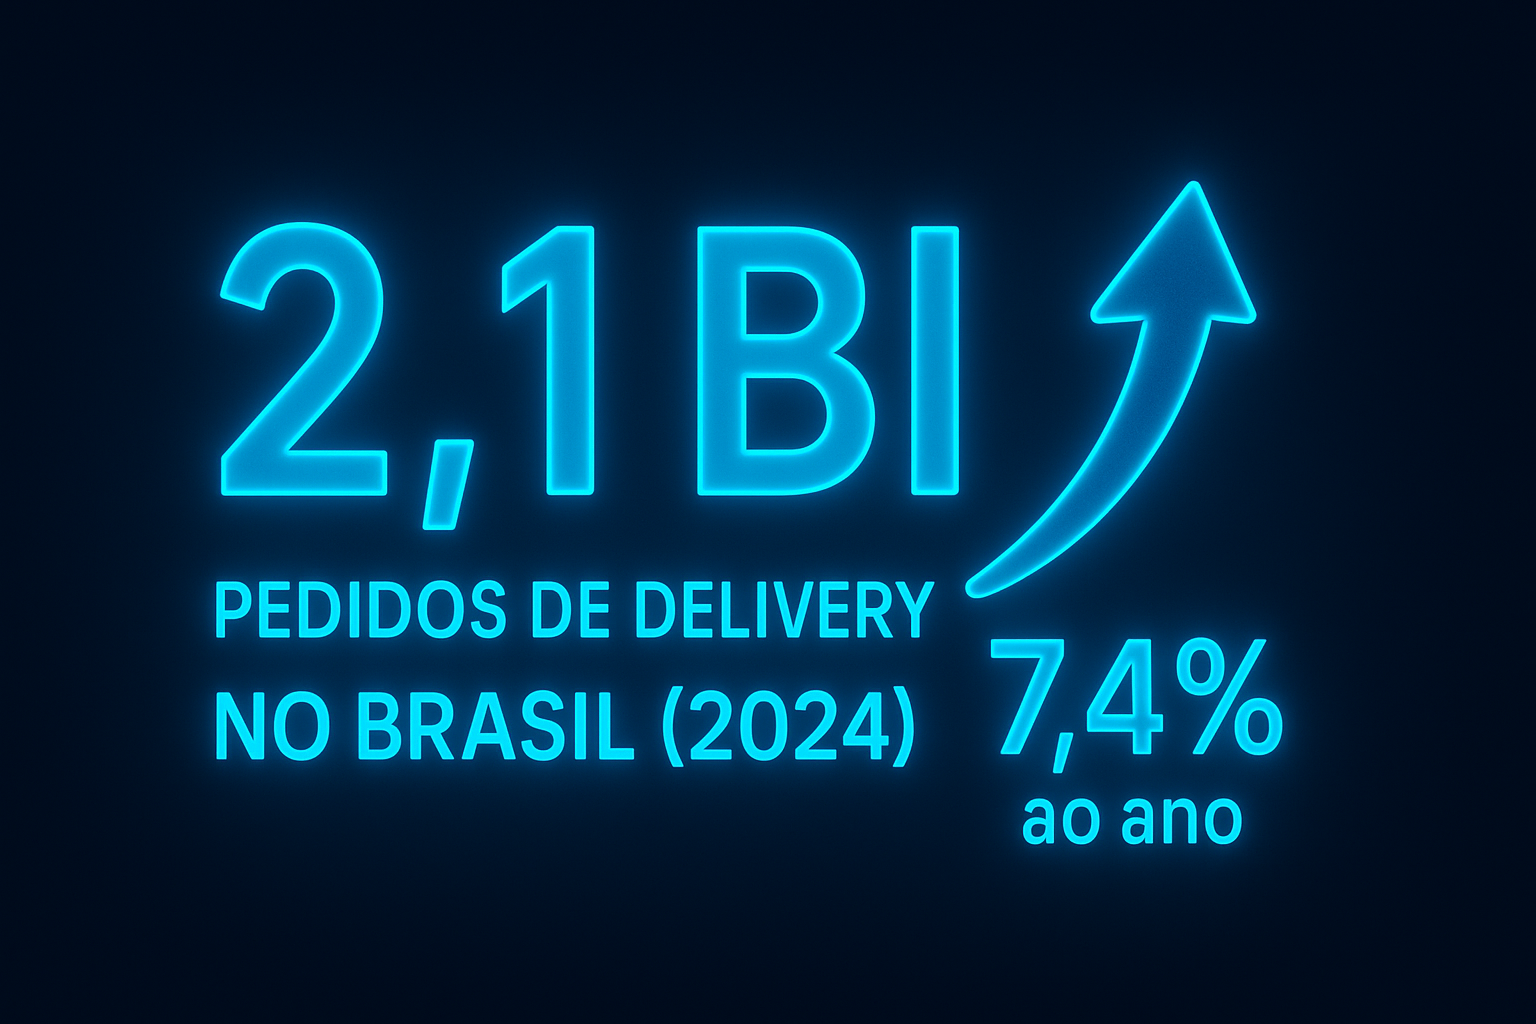 2,1 BI
PEDIDOS DE DELIVERY
NO BRASIL (2024)
7,4%
ao ano